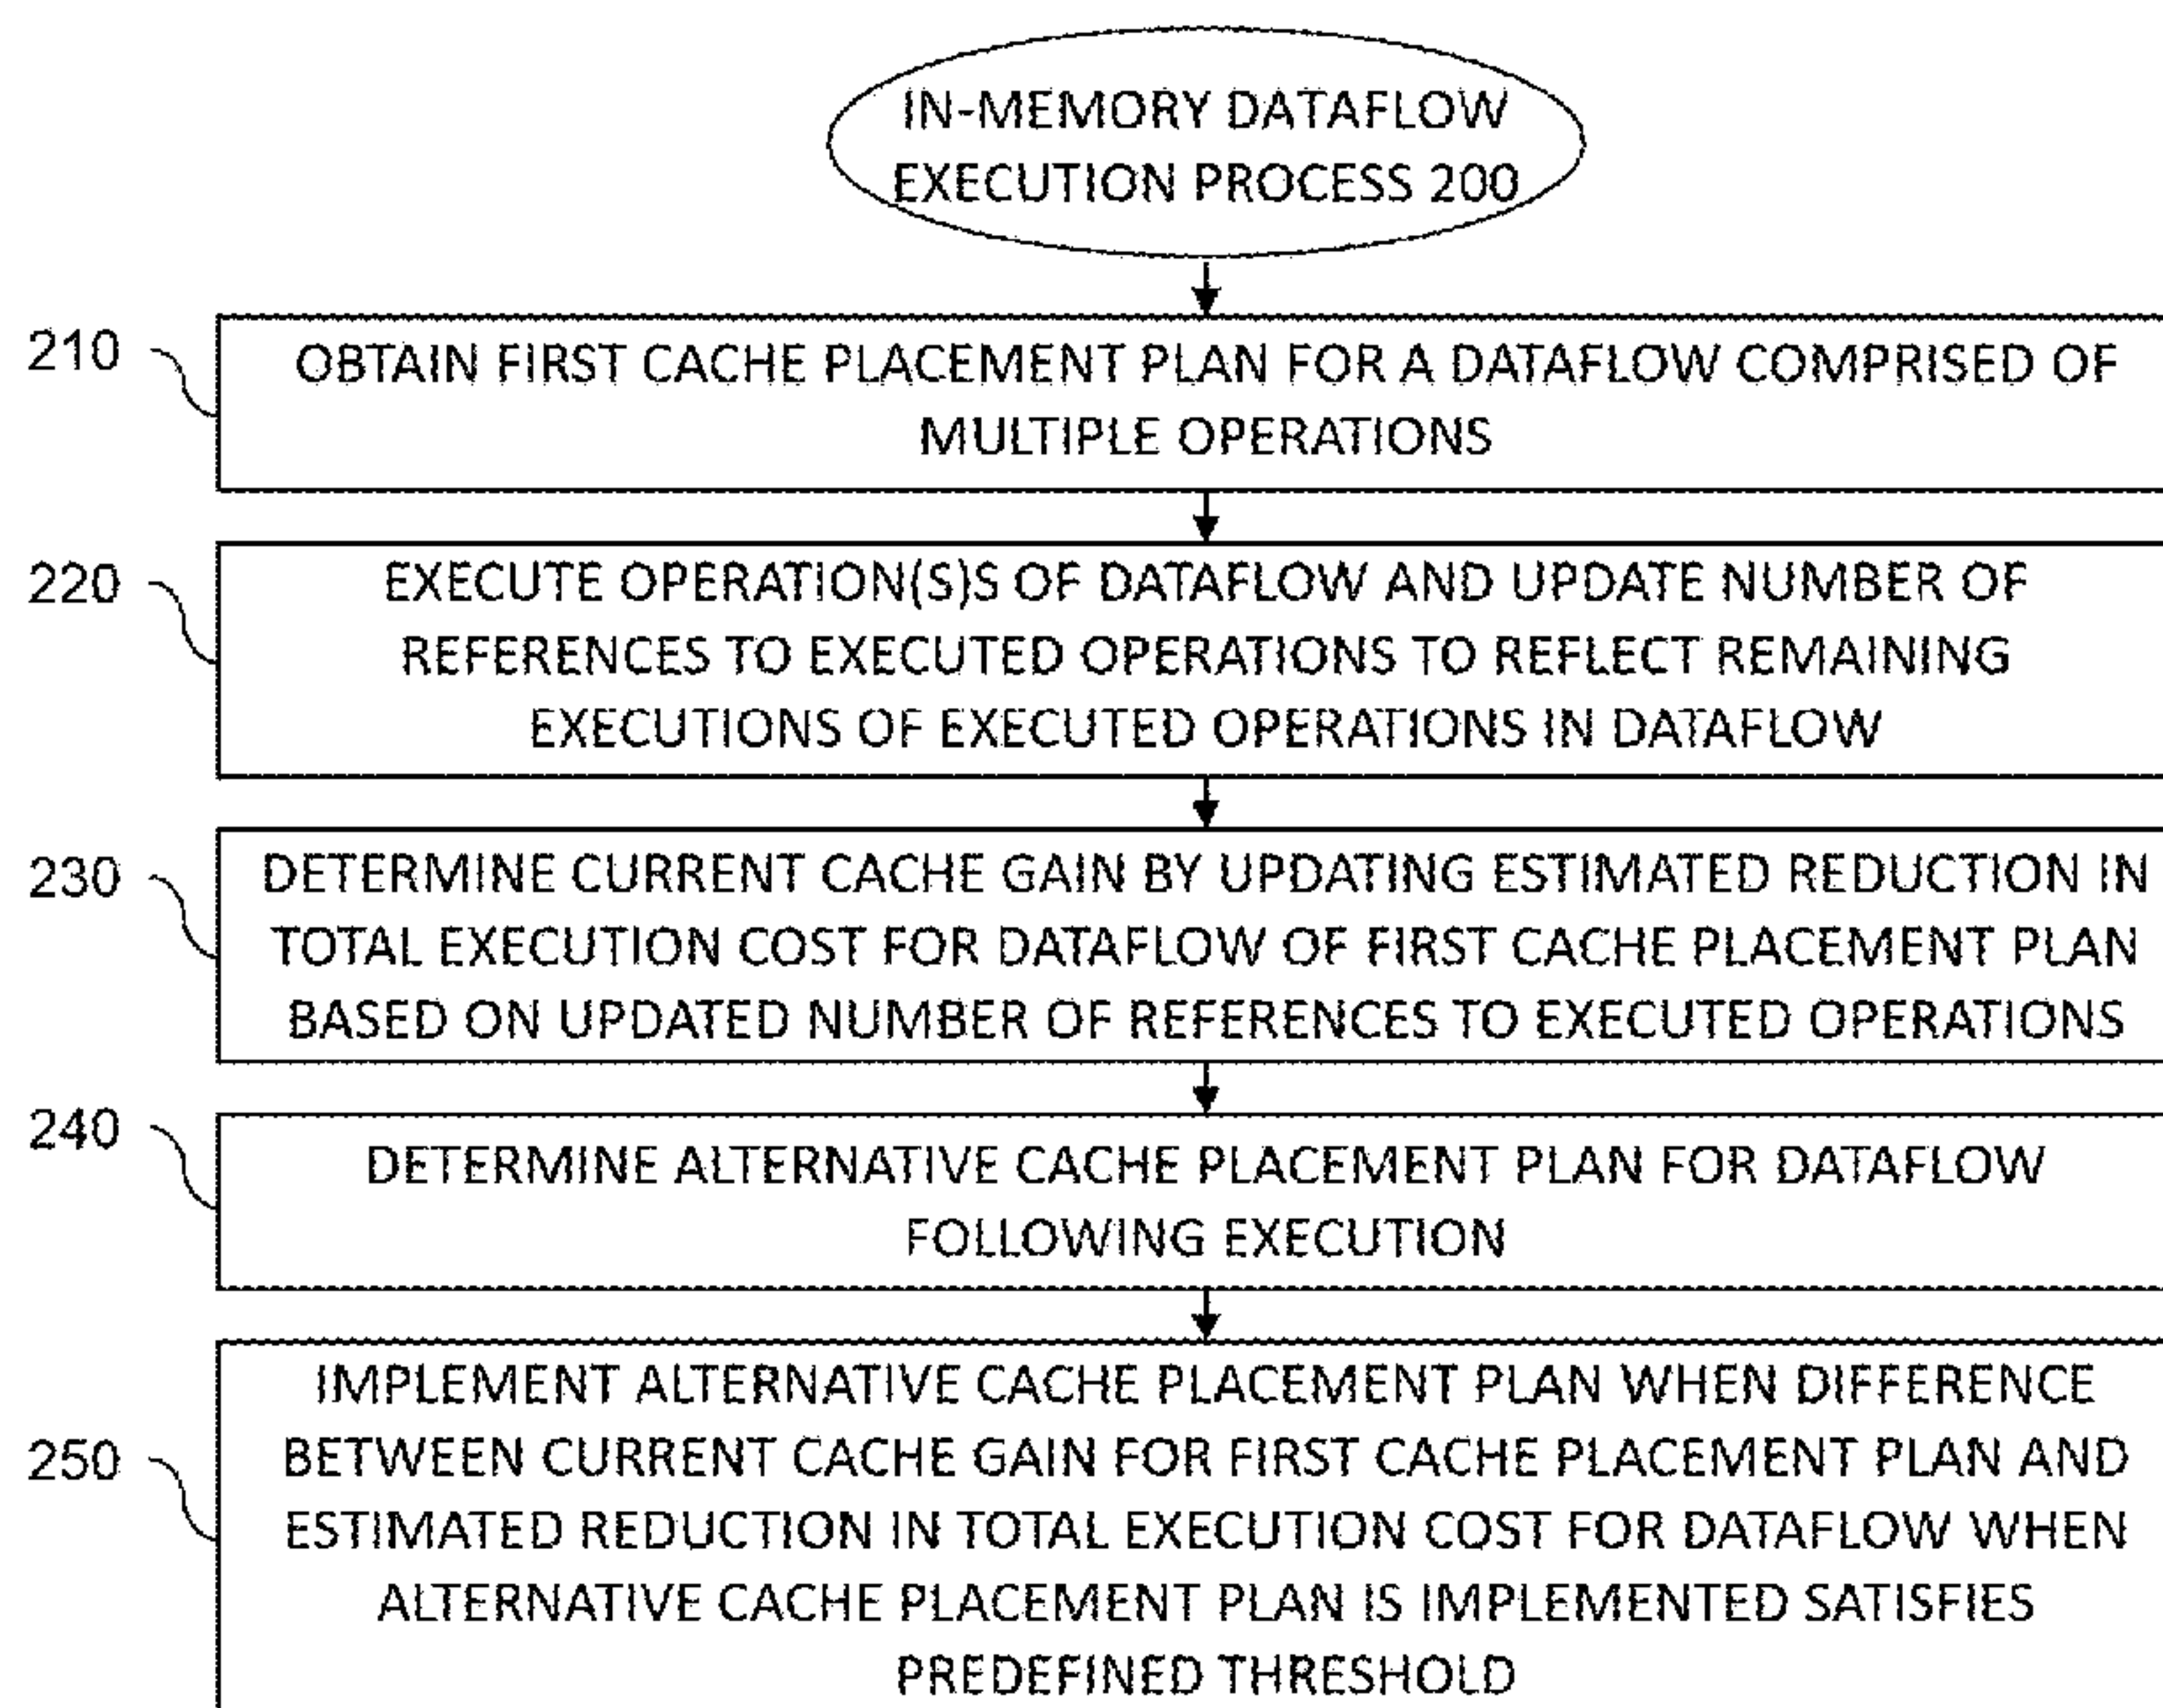 IN-MEMORY DATAFLOW
EXECUTION PROCESS 200
210
OBTAIN FIRST CACHE PLACEMENT PLAN FOR A DATAFLOW COMPRISED OF
MULTIPLE OPERATIONS
220
EXECUTE OPERATION(S)S OF DATAFLOW AND UPDATE NUMBER OF
REFERENCES TO EXECUTED OPERATIONS TO REFLECT REMAINING
EXECUTIONS OF EXECUTED OPERATIONS IN DATAFLOW
230
DETERMINE CURRENT CACHE GAIN BY UPDATING ESTIMATED REDUCTION IN
TOTAL EXECUTION COST FOR DATAFLOW OF FIRST CACHE PLACEMENT PLAN
BASED ON UPDATED NUMBER OF REFERENCES TO EXECUTED OPERATIONS
240
DETERMINE ALTERNATIVE CACHE PLACEMENT PLAN FOR DATAFLOW
FOLLOWING EXECUTION
250
IMPLEMENT ALTERNATIVE CACHE PLACEMENT PLAN WHEN DIFFERENCE
BETWEEN CURRENT CACHE GAIN FOR FIRST CACHE PLACEMENT PLAN AND
ESTIMATED REDUCTION IN TOTAL EXECUTION COST FOR DATAFLOW WHEN
ALTERNATIVE CACHE PLACEMENT PLAN IS IMPLEMENTED SATISFIES
PREDEFINED THRESHOLD